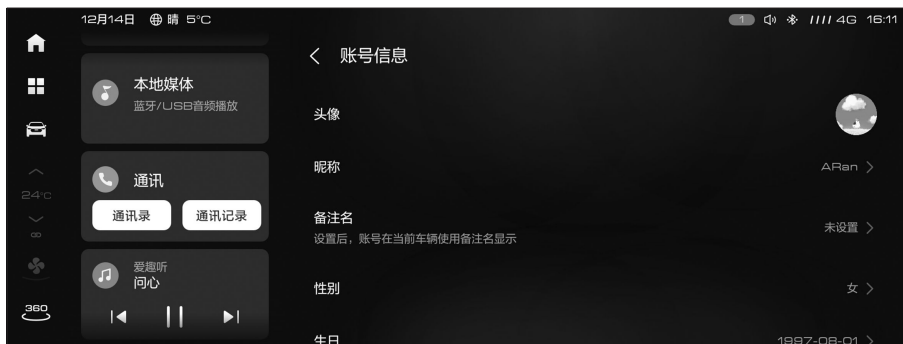 12月14日 晴 5°C
1 4G 16:11
账号信息
本地媒体
蓝牙/USB音频播放
头像
通讯
昵称 ARan
24°C
通讯录 通讯记录
备注名
设置后，账号在当前车辆使用备注名显示
未设置
爱趣听
问心
性别 女
360
生日 1997-08-01